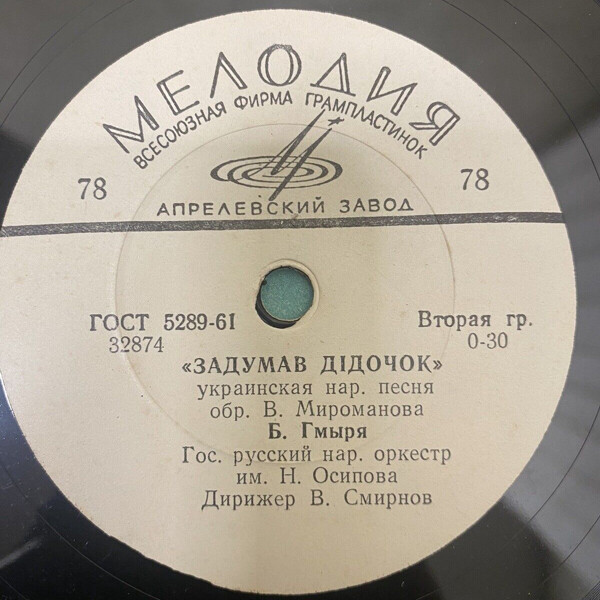 МЕЛОДИЯ
ВСЕСОЮЗНАЯ ФИРМА ГРАМПЛАСТИНОК
78 78
АПРЕЛЕВСКИЙ ЗАВОД
ГОСТ 5289-61 Вторая гр.
32874 0-30
«ЗАДУМАВ ДІДОЧОК»
украинская нар. песня
обр. В. Мироманова
Б. Гмыря
Гос. русский нар. оркестр
им. Н. Осипова
Дирижер В. Смирнов